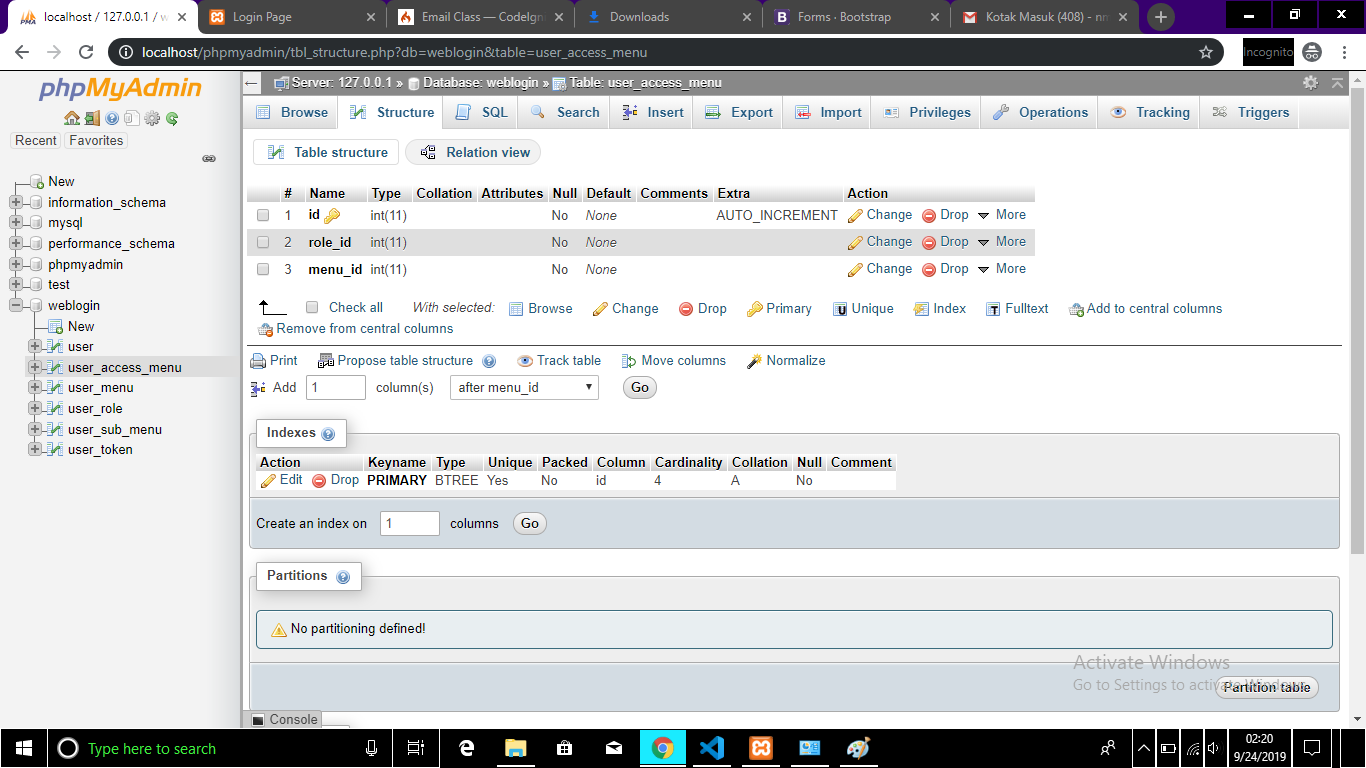 localhost / 127.0.0.1 / w
Login Page
Email Class — CodeIgn
Downloads
Forms · Bootstrap
Kotak Masuk (408) - nm
localhost/phpmyadmin/tbl_structure.php?db=weblogin&table=user_access_menu
Incognito
phpMyAdmin
Recent
Favorites
New
information_schema
mysql
performance_schema
phpmyadmin
test
weblogin
New
user
user_access_menu
user_menu
user_role
user_sub_menu
user_token
Server: 127.0.0.1 » Database: weblogin » Table: user_access_menu
Browse Structure SQL Search Insert Export Import Privileges Operations Tracking Triggers
Table structure Relation view
# Name Type Collation Attributes Null Default Comments Extra Action
1 id int(11) No None AUTO_INCREMENT Change Drop More
2 role_id int(11) No None Change Drop More
3 menu_id int(11) No None Change Drop More
Check all With selected: Browse Change Drop Primary Unique Index Fulltext Add to central columns
Remove from central columns
Print Propose table structure Track table Move columns Normalize
Add 1 column(s) after menu_id Go
Indexes
Action Keyname Type Unique Packed Column Cardinality Collation Null Comment
Edit Drop PRIMARY BTREE Yes No id 4 A No
Create an index on 1 columns Go
Partitions
No partitioning defined!
Activate Windows
Go to Settings to activate Windows.
Partition table
Console
Type here to search
02:20
9/24/2019